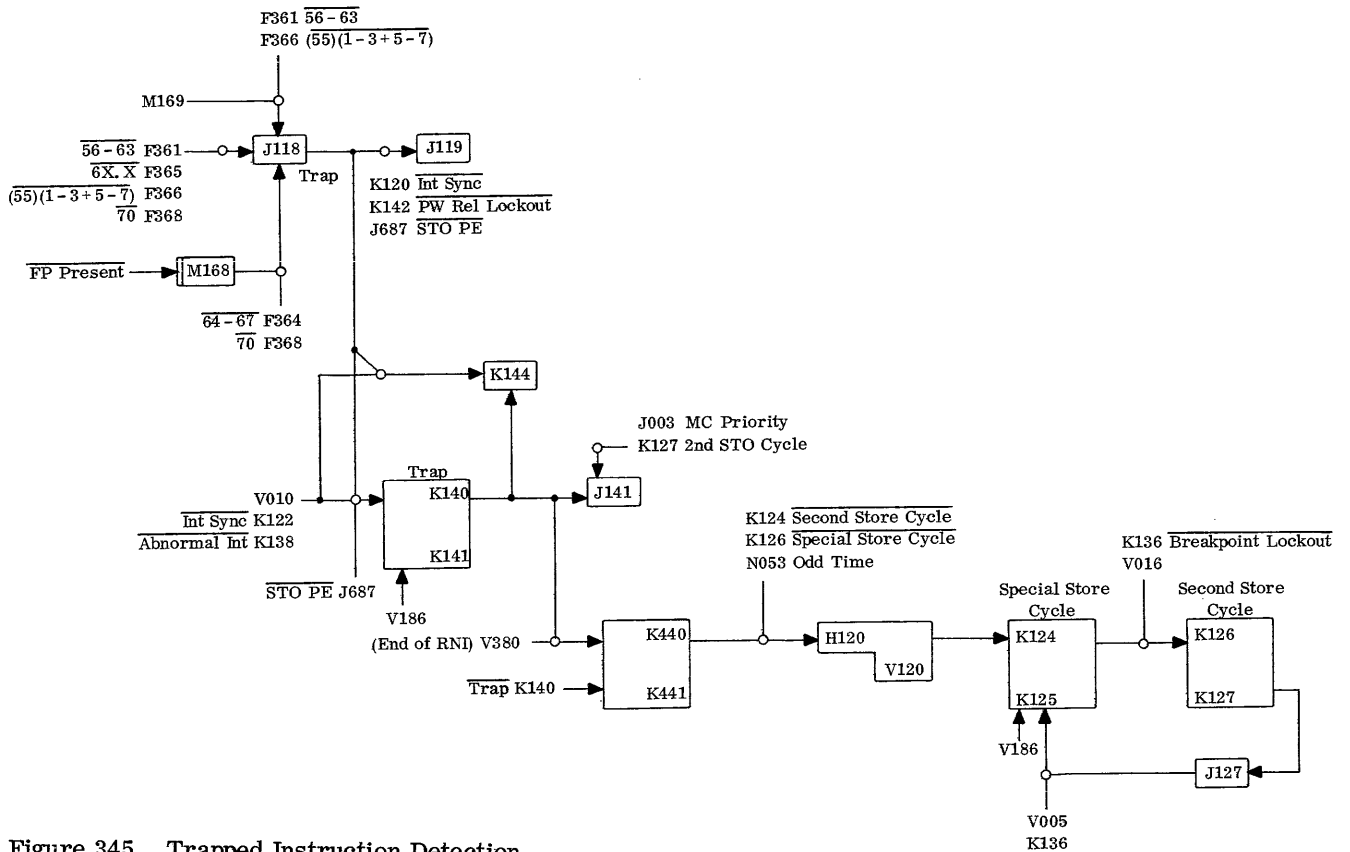 F361 56-63
F366 (55)(1-3+5-7)
M169
56-63 F361
6X.X F365
(55)(1-3+5-7) F366
70 F368
J118
Trap
J119
K120 Int Sync
K142 PW Rel Lockout
J687 STO PE
FP Present
M168
64-67 F364
70 F368
K144
J003 MC Priority
K127 2nd STO Cycle
J141
Trap
V010
Int Sync K122
Abnormal Int K138
K140
K141
STO PE J687
V186
(End of RNI) V380
Trap K140
K440
K441
K124 Second Store Cycle
K126 Special Store Cycle
N053 Odd Time
H120
V120
Special Store
Cycle
K124
K125
V186
K136 Breakpoint Lockout
V016
Second Store
Cycle
K126
K127
J127
V005
K136
Figure 345. Trapped Instruction Detection